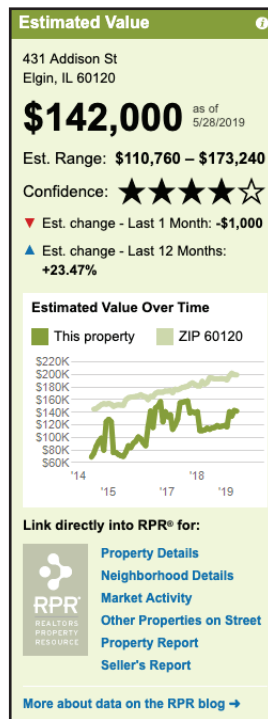 Estimated Value
431 Addison St
Elgin, IL 60120
$142,000 as of
5/28/2019
Est. Range: $110,760 – $173,240
Confidence: ★★★★☆
▼ Est. change - Last 1 Month: -$1,000
▲ Est. change - Last 12 Months:
+23.47%
Estimated Value Over Time
This property ZIP 60120
$220K
$200K
$180K
$160K
$140K
$120K
$100K
$80K
$60K
'14 '18
'15 '17 '19
Link directly into RPR® for:
RPR®
REALTORS
PROPERTY
RESOURCE
Property Details
Neighborhood Details
Market Activity
Other Properties on Street
Property Report
Seller's Report
More about data on the RPR blog ➔